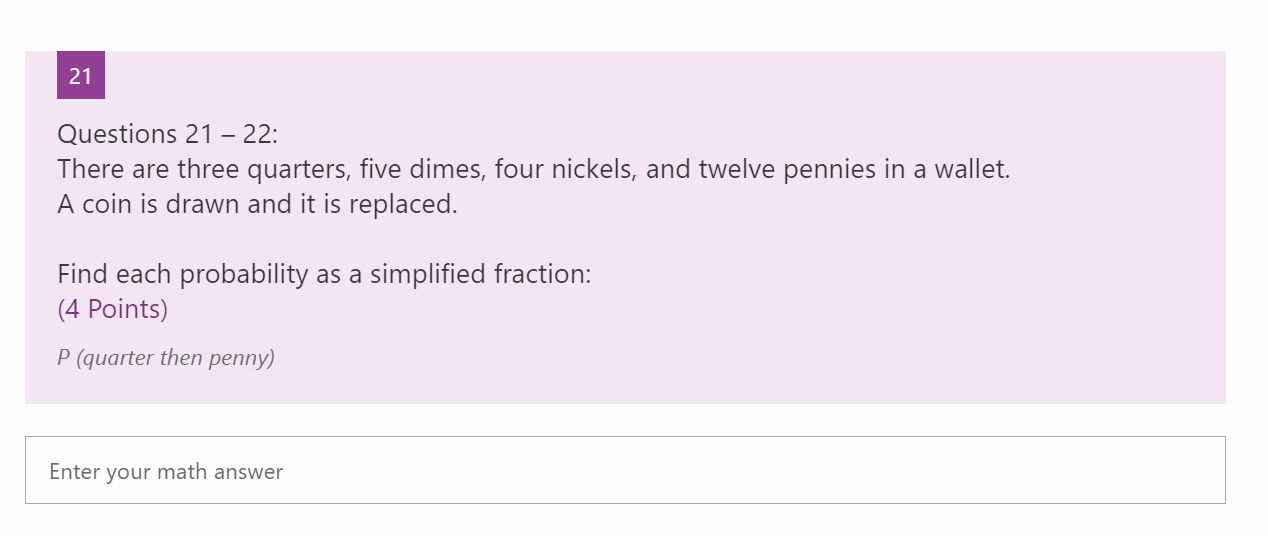 21
Questions 21 – 22:
There are three quarters, five dimes, four nickels, and twelve pennies in a wallet.
A coin is drawn and it is replaced.
Find each probability as a simplified fraction:
(4 Points)
P (quarter then penny)
Enter your math answer